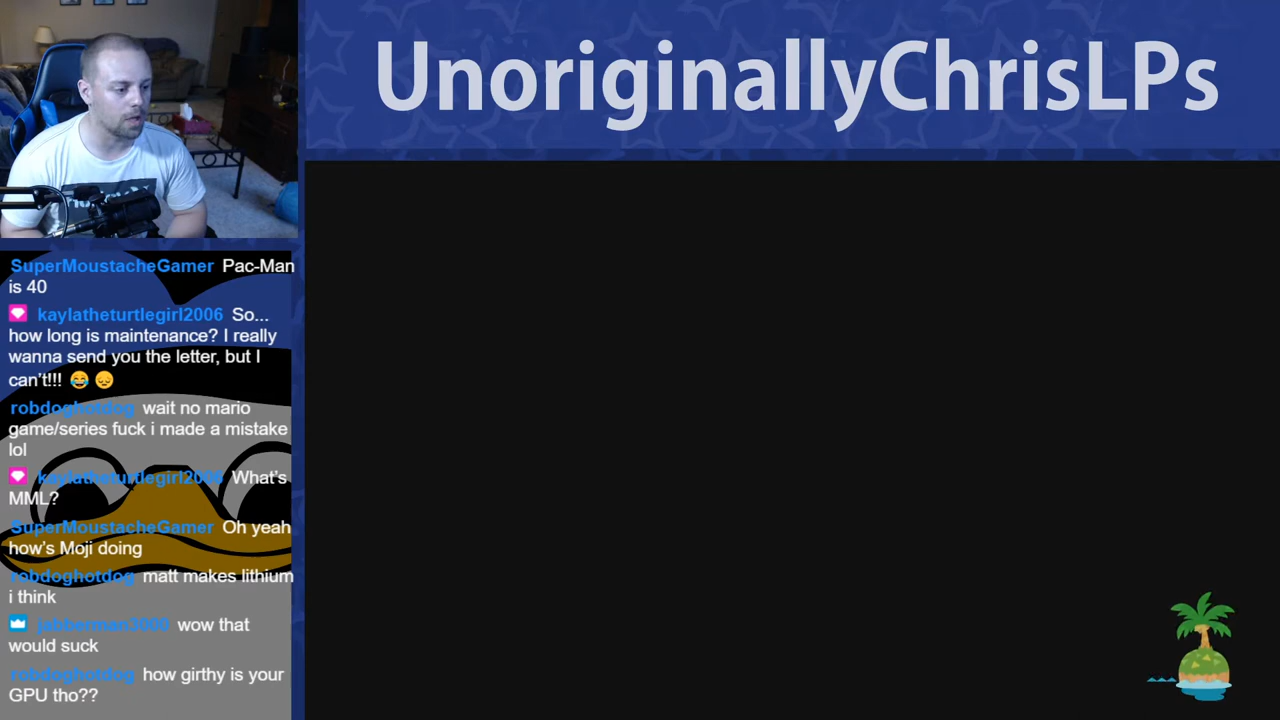 UnoriginallyChrisLPs
SuperMoustacheGamer Pac-Man
is 40
kaylatheturtlegirl2006 So...
how long is maintenance? I really
wanna send you the letter, but I
can't!!! 😂 😔
robdoghotdog wait no mario
game/series fuck i made a mistake
lol
kaylatheturtlegirl2006 What's
MML?
SuperMoustacheGamer Oh yeah
how's Moji doing
robdoghotdog matt makes lithium
i think
jabberman3000 wow that
would suck
robdoghotdog how girthy is your
GPU tho??